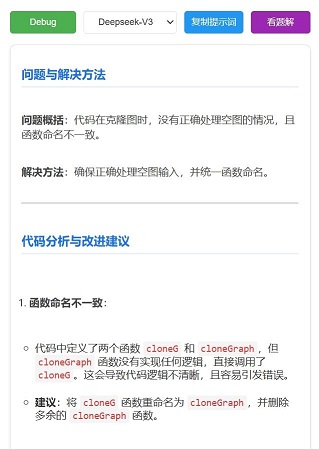 Debug Deepseek-V3 复制提示词 看题解
问题与解决方法
问题概括：代码在克隆图时，没有正确处理空图的情况，且
函数命名不一致。
解决方法：确保正确处理空图输入，并统一函数命名。
代码分析与改进建议
1. 函数命名不一致：
代码中定义了两个函数 cloneG 和 cloneGraph，但
cloneGraph 函数没有实现任何逻辑，直接调用了
cloneG。这会导致代码逻辑不清晰，且容易引发错误。
建议：将 cloneG 函数重命名为 cloneGraph，并删除
多余的 cloneGraph 函数。